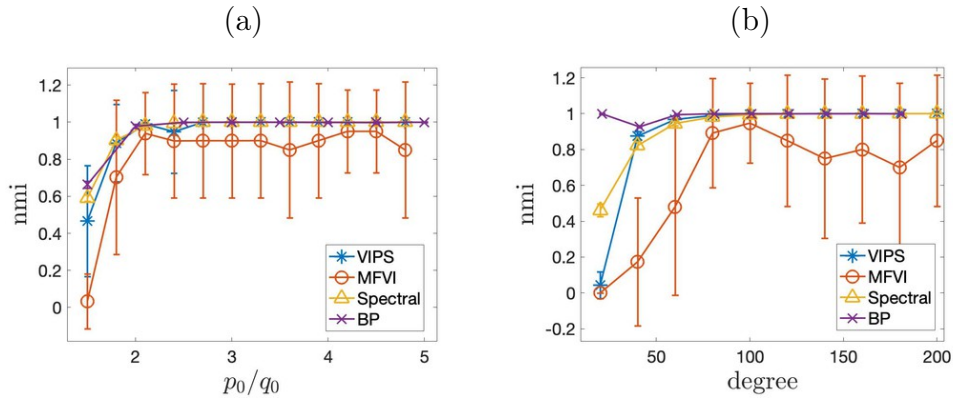 (a)
1.2
1
0.8
0.6
0.4
0.2
0
nmi
2
3
4
5
p₀/q₀
VIPS
MFVI
Spectral
BP
(b)
1.2
1
0.8
0.6
0.4
0.2
0
-0.2
nmi
50
100
150
200
degree
VIPS
MFVI
Spectral
BP